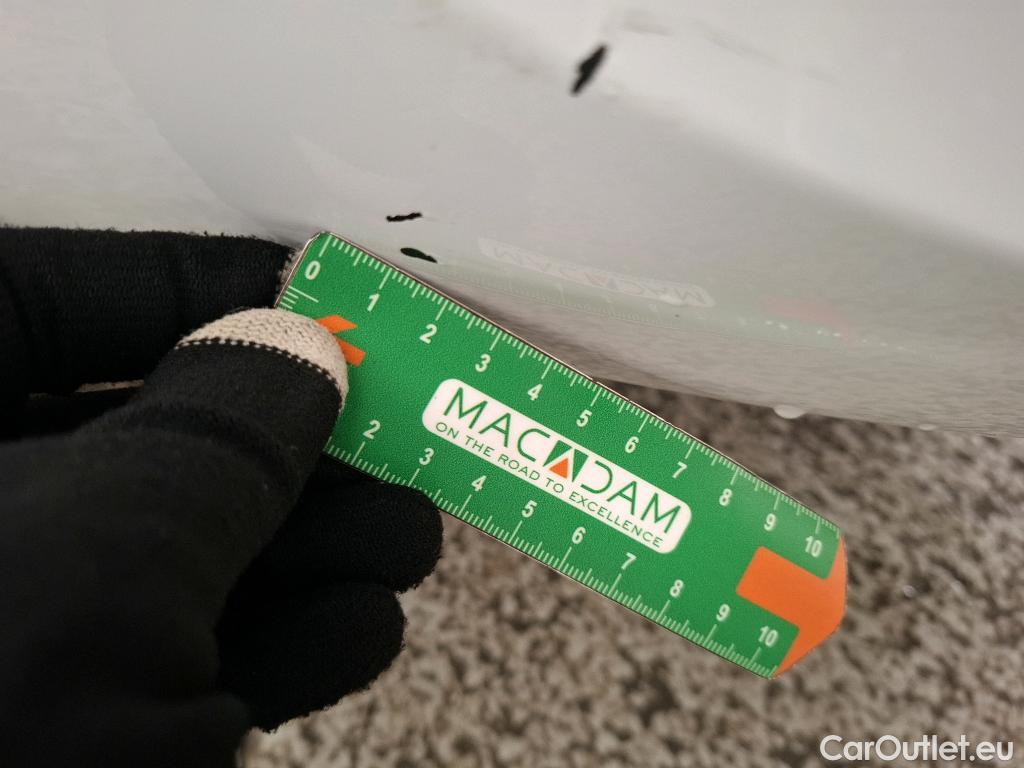 0 1 2 3 4 5 6 7 8 9 10
MACADAM
ON THE ROAD TO EXCELLENCE
2 3 4 5 6 7 8 9 10
MACADAM
CarOutlet.eu